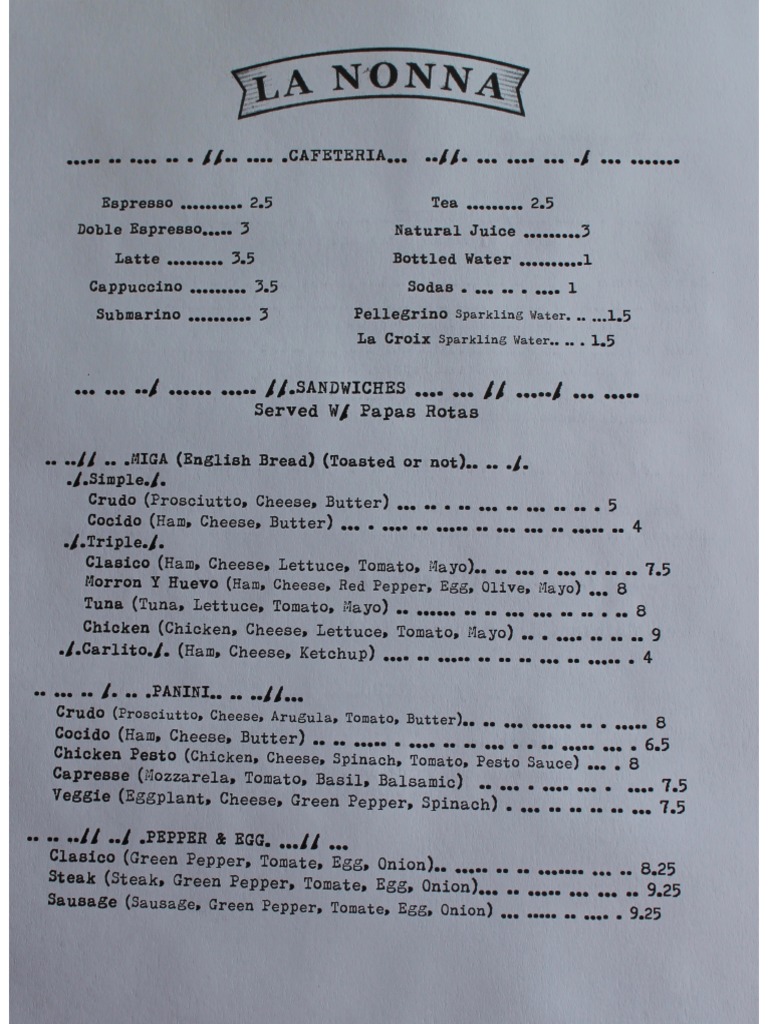 LA NONNA
..... .. .... .. . //.. .... .CAFETERIA... ..//. ... .... ... ./ ... .......
Espresso .......... 2.5
Doble Espresso..... 3
Latte ......... 3.5
Cappuccino ......... 3.5
Submarino .......... 3
Tea ......... 2.5
Natural Juice .........3
Bottled Water ..........1
Sodas . .... .. . .... 1
Pellegrino Sparkling Water. .. ...1.5
La Croix Sparkling Water.. .. . 1.5
... ... ../ ...... ..... //.SANDWICHES .... ... // ...../ ... .....
Served W/ Papas Rotas
.. ..// .. .MIGA (English Bread) (Toasted or not).. .. ./.
./.Simple./.
Crudo (Prosciutto, Cheese, Butter) ... .. . .. ... .. ... .. .. . 5
Cocido (Ham, Cheese, Butter) ... . .... .. ..... .. ... ... .. ..... .. 4
./.Triple./.
Clasico (Ham, Cheese, Lettuce, Tomato, Mayo).. .. ... . ... .. .. .. 7.5
Morron Y Huevo (Ham, Cheese, Red Pepper, Egg, Olive, Mayo) ... 8
Tuna (Tuna, Lettuce, Tomato, Mayo) .. ...... .. .. ... ... .. . .. 8
Chicken (Chicken, Cheese, Lettuce, Tomato, Mayo) .. . .... .. .. .. 9
./.Carlito./. (Ham, Cheese, Ketchup) .... .. ....... .. ... .. ..... . 4
.. ... .. /. .. .PANINI.. .. ..//...
Crudo (Prosciutto, Cheese, Arugula, Tomato, Butter).. .. ... ...... .. . ..... 8
Cocido (Ham, Cheese, Butter) .. .. ..... . .... .. ... . . .. ..... ... . 6.5
Chicken Pesto (Chicken, Cheese, Spinach, Tomato, Pesto Sauce) ... . 8
Capresse (Mozzarela, Tomato, Basil, Balsamic) .. ... . .... ... . .... 7.5
Veggie (Eggplant, Cheese, Green Pepper, Spinach) . .... ... .. .. .. ... 7.5
.. .. ..// ../ .PEPPER & EGG. ...// ...
Clasico (Green Pepper, Tomate, Egg, Onion).. ..... .. .. ....... ... .. 8.25
Steak (Steak, Green Pepper, Tomate, Egg, Onion)... .. ..... ... ... .. 9.25
Sausage (Sausage, Green Pepper, Tomate, Egg, Onion) ... ..... .. .... . 9.25